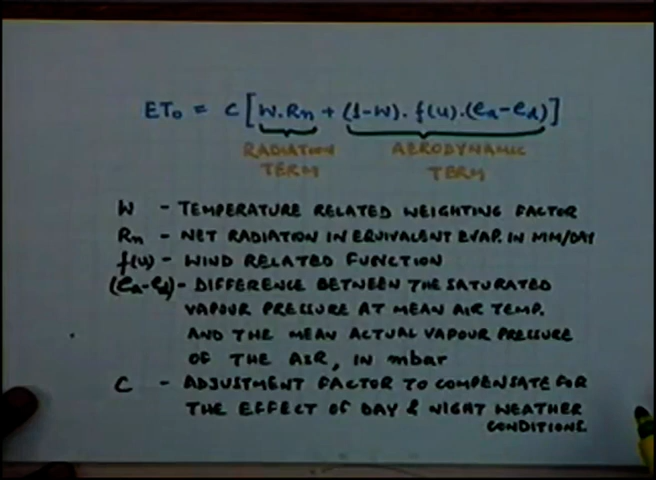 ETo = C [W.Rn + (1-W). f(u).(ea-ed)]
RADIATION TERM
AERODYNAMIC TERM
W - TEMPERATURE RELATED WEIGHTING FACTOR
Rn - NET RADIATION IN EQUIVALENT EVAP. IN MM/DAY
f(u) - WIND RELATED FUNCTION
(ea-ed) - DIFFERENCE BETWEEN THE SATURATED
VAPOUR PRESSURE AT MEAN AIR TEMP.
AND THE MEAN ACTUAL VAPOUR PRESSURE
OF THE AIR, IN mbar
C - ADJUSTMENT FACTOR TO COMPENSATE FOR
THE EFFECT OF DAY & NIGHT WEATHER
CONDITIONS.